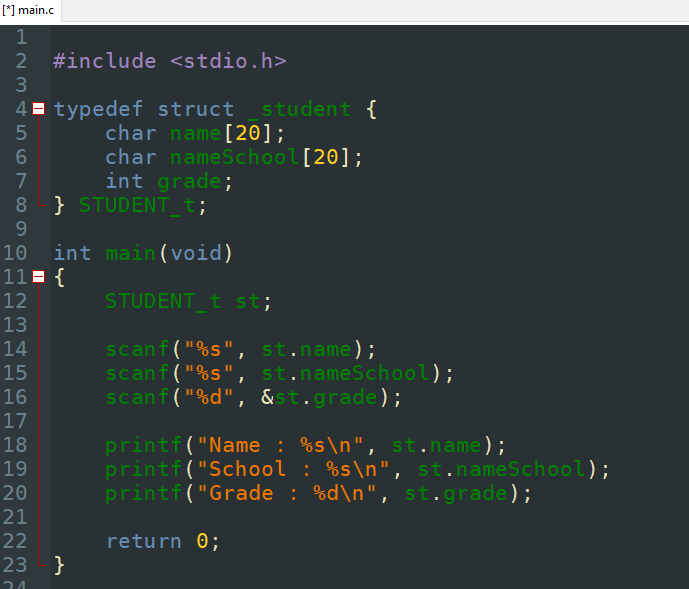 [*] main.c
1
2 #include <stdio.h>
3
4 typedef struct _student {
5 char name[20];
6 char nameSchool[20];
7 int grade;
8 } STUDENT_t;
9
10 int main(void)
11 {
12 STUDENT_t st;
13
14 scanf("%s", st.name);
15 scanf("%s", st.nameSchool);
16 scanf("%d", &st.grade);
17
18 printf("Name : %s\n", st.name);
19 printf("School : %s\n", st.nameSchool);
20 printf("Grade : %d\n", st.grade);
21
22 return 0;
23 }
24